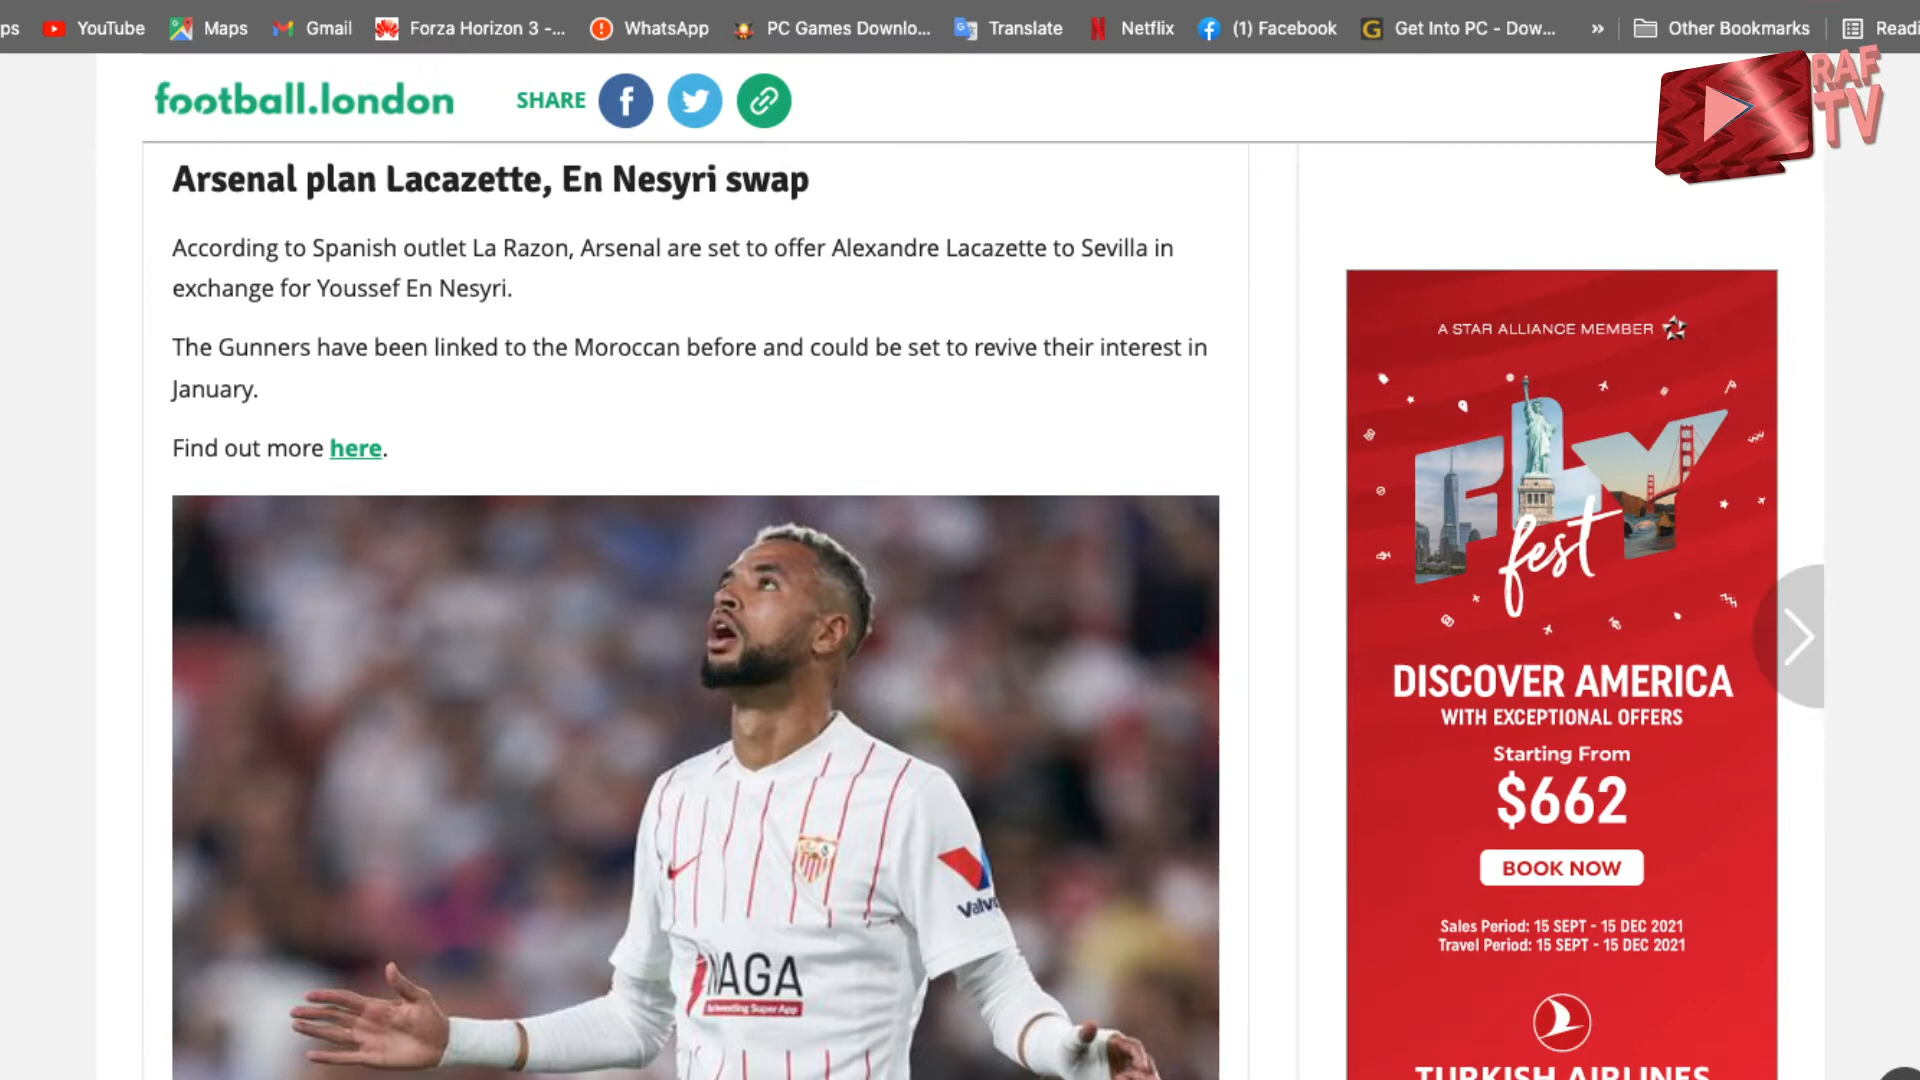 ps
YouTube
Maps
Gmail
Forza Horizon 3 -...
WhatsApp
PC Games Downlo...
Translate
Netflix
(1) Facebook
Get Into PC - Dow...
»
Other Bookmarks
Readi
RAF
TV
football.london
SHARE
Arsenal plan Lacazette, En Nesyri swap
According to Spanish outlet La Razon, Arsenal are set to offer Alexandre Lacazette to Sevilla in
exchange for Youssef En Nesyri.
The Gunners have been linked to the Moroccan before and could be set to revive their interest in
January.
Find out more here.
Valvo
NAGA
A STAR ALLIANCE MEMBER
FLY
fest
DISCOVER AMERICA
WITH EXCEPTIONAL OFFERS
Starting From
$662
BOOK NOW
Sales Period: 15 SEPT - 15 DEC 2021
Travel Period: 15 SEPT - 15 DEC 2021
TURKISH AIRLINES